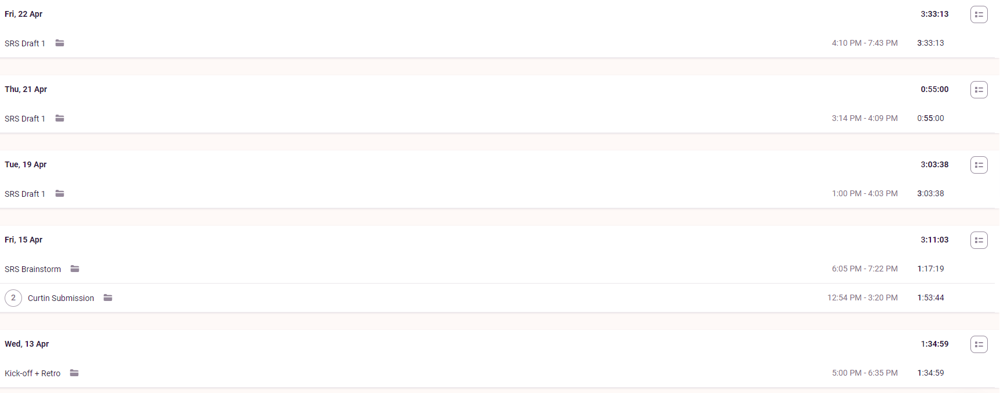 Fri, 22 Apr 3:33:13
SRS Draft 1 4:10 PM - 7:43 PM 3:33:13
Thu, 21 Apr 0:55:00
SRS Draft 1 3:14 PM - 4:09 PM 0:55:00
Tue, 19 Apr 3:03:38
SRS Draft 1 1:00 PM - 4:03 PM 3:03:38
Fri, 15 Apr 3:11:03
SRS Brainstorm 6:05 PM - 7:22 PM 1:17:19
2 Curtin Submission 12:54 PM - 3:20 PM 1:53:44
Wed, 13 Apr 1:34:59
Kick-off + Retro 5:00 PM - 6:35 PM 1:34:59